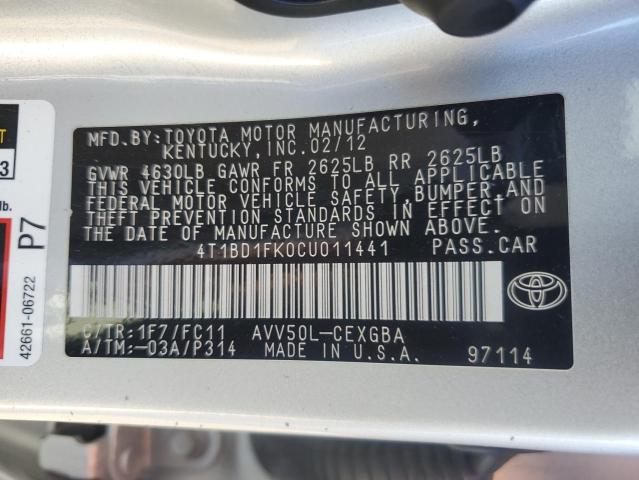 MFD.BY:TOYOTA MOTOR MANUFACTURING,
KENTUCKY,INC.02/12
GVWR 4630LB GAWR FR 2625LB RR 2625LB
THIS VEHICLE CONFORMS TO ALL APPLICABLE
FEDERAL MOTOR VEHICLE SAFETY,BUMPER,AND
THEFT PREVENTION STANDARDS IN EFFECT ON
THE DATE OF MANUFACTURE SHOWN ABOVE.
4T1BD1FK0CU011441 PASS.CAR
C/TR:1F7/FC11 AVV50L-CEXGBA
A/TM:-03A/P314 MADE IN U.S.A. 97114
3
lb.
P7
42661-06722